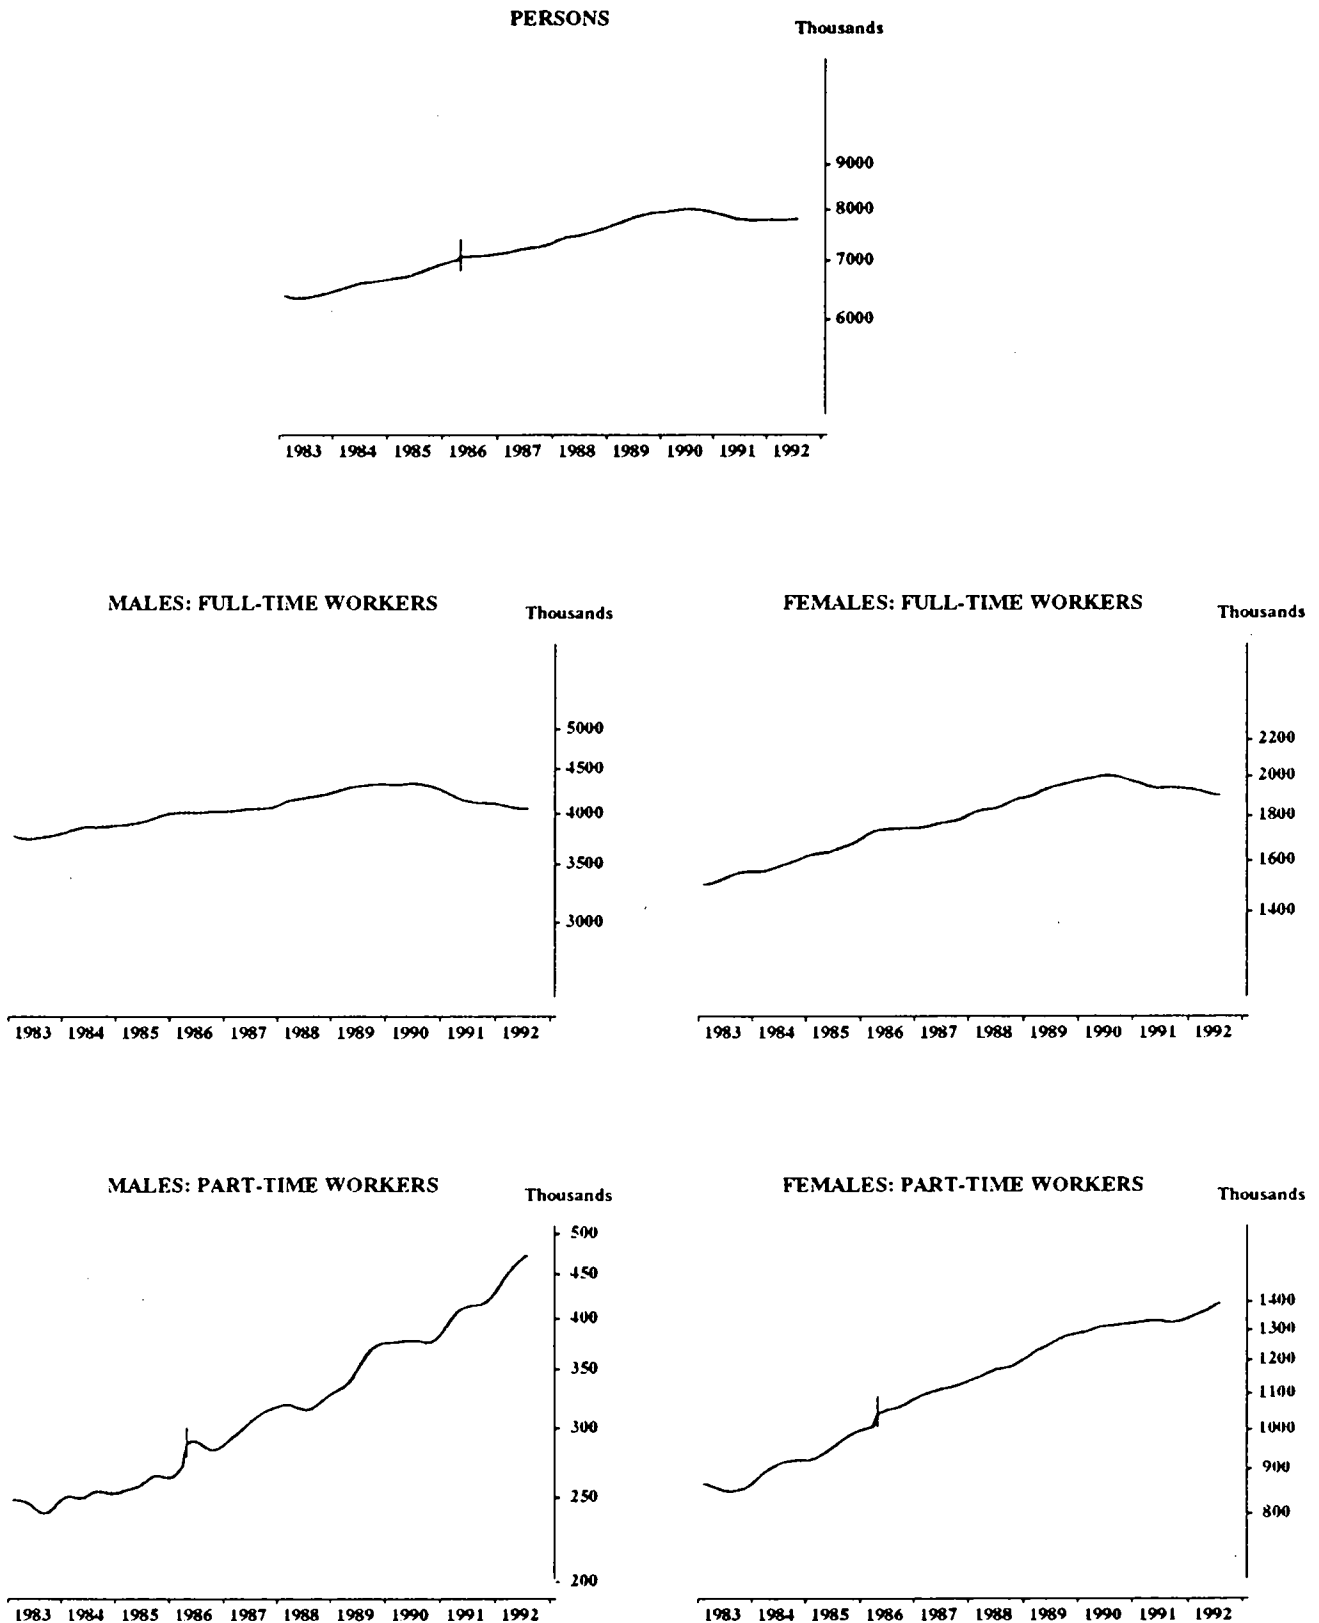 PERSONS
Thousands
9000
8000
7000
6000
1983 1984 1985 1986 1987 1988 1989 1990 1991 1992
MALES: FULL-TIME WORKERS
Thousands
5000
4500
4000
3500
3000
1983 1984 1985 1986 1987 1988 1989 1990 1991 1992
FEMALES: FULL-TIME WORKERS
Thousands
2200
2000
1800
1600
1400
1983 1984 1985 1986 1987 1988 1989 1990 1991 1992
MALES: PART-TIME WORKERS
Thousands
500
450
400
350
300
250
200
1983 1984 1985 1986 1987 1988 1989 1990 1991 1992
FEMALES: PART-TIME WORKERS
Thousands
1400
1300
1200
1100
1000
900
800
1983 1984 1985 1986 1987 1988 1989 1990 1991 1992